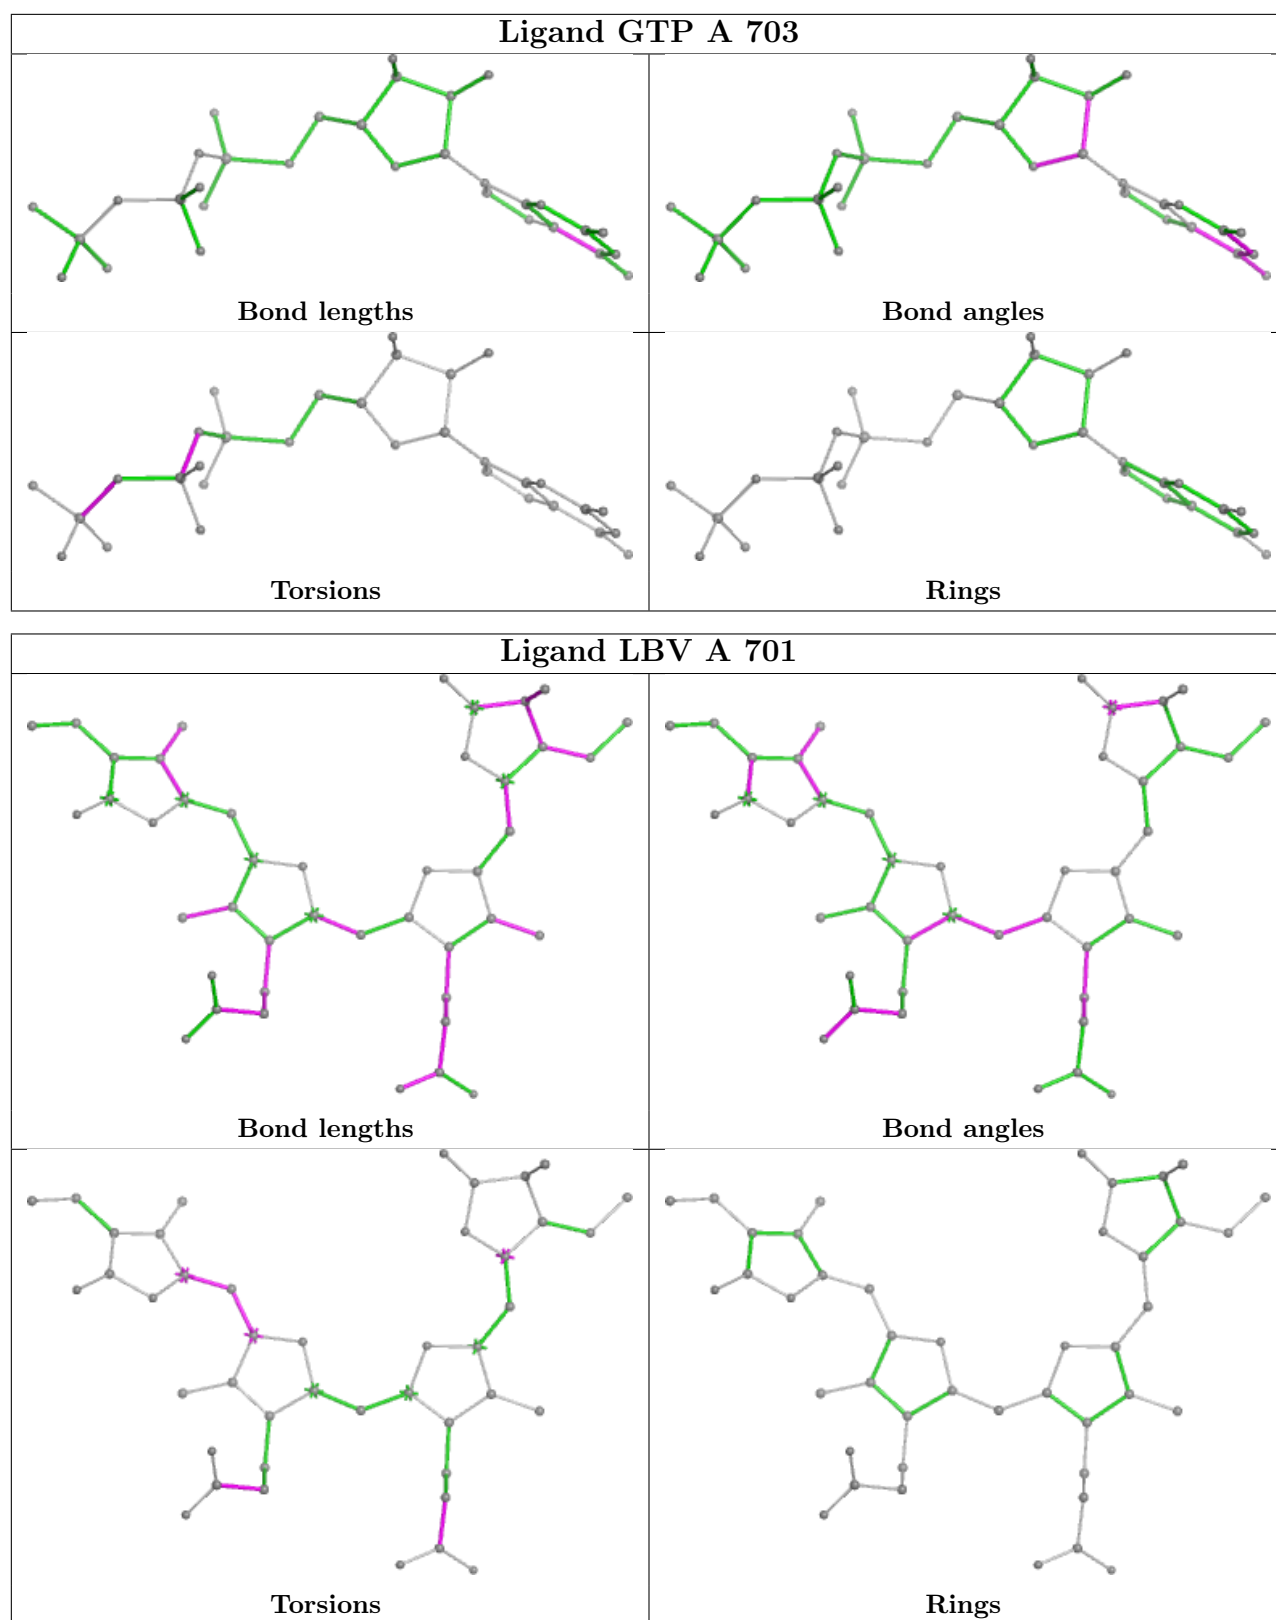 Ligand GTP A 703
Bond lengths
Bond angles
Torsions
Rings
Ligand LBV A 701
Bond lengths
Bond angles
Torsions
Rings